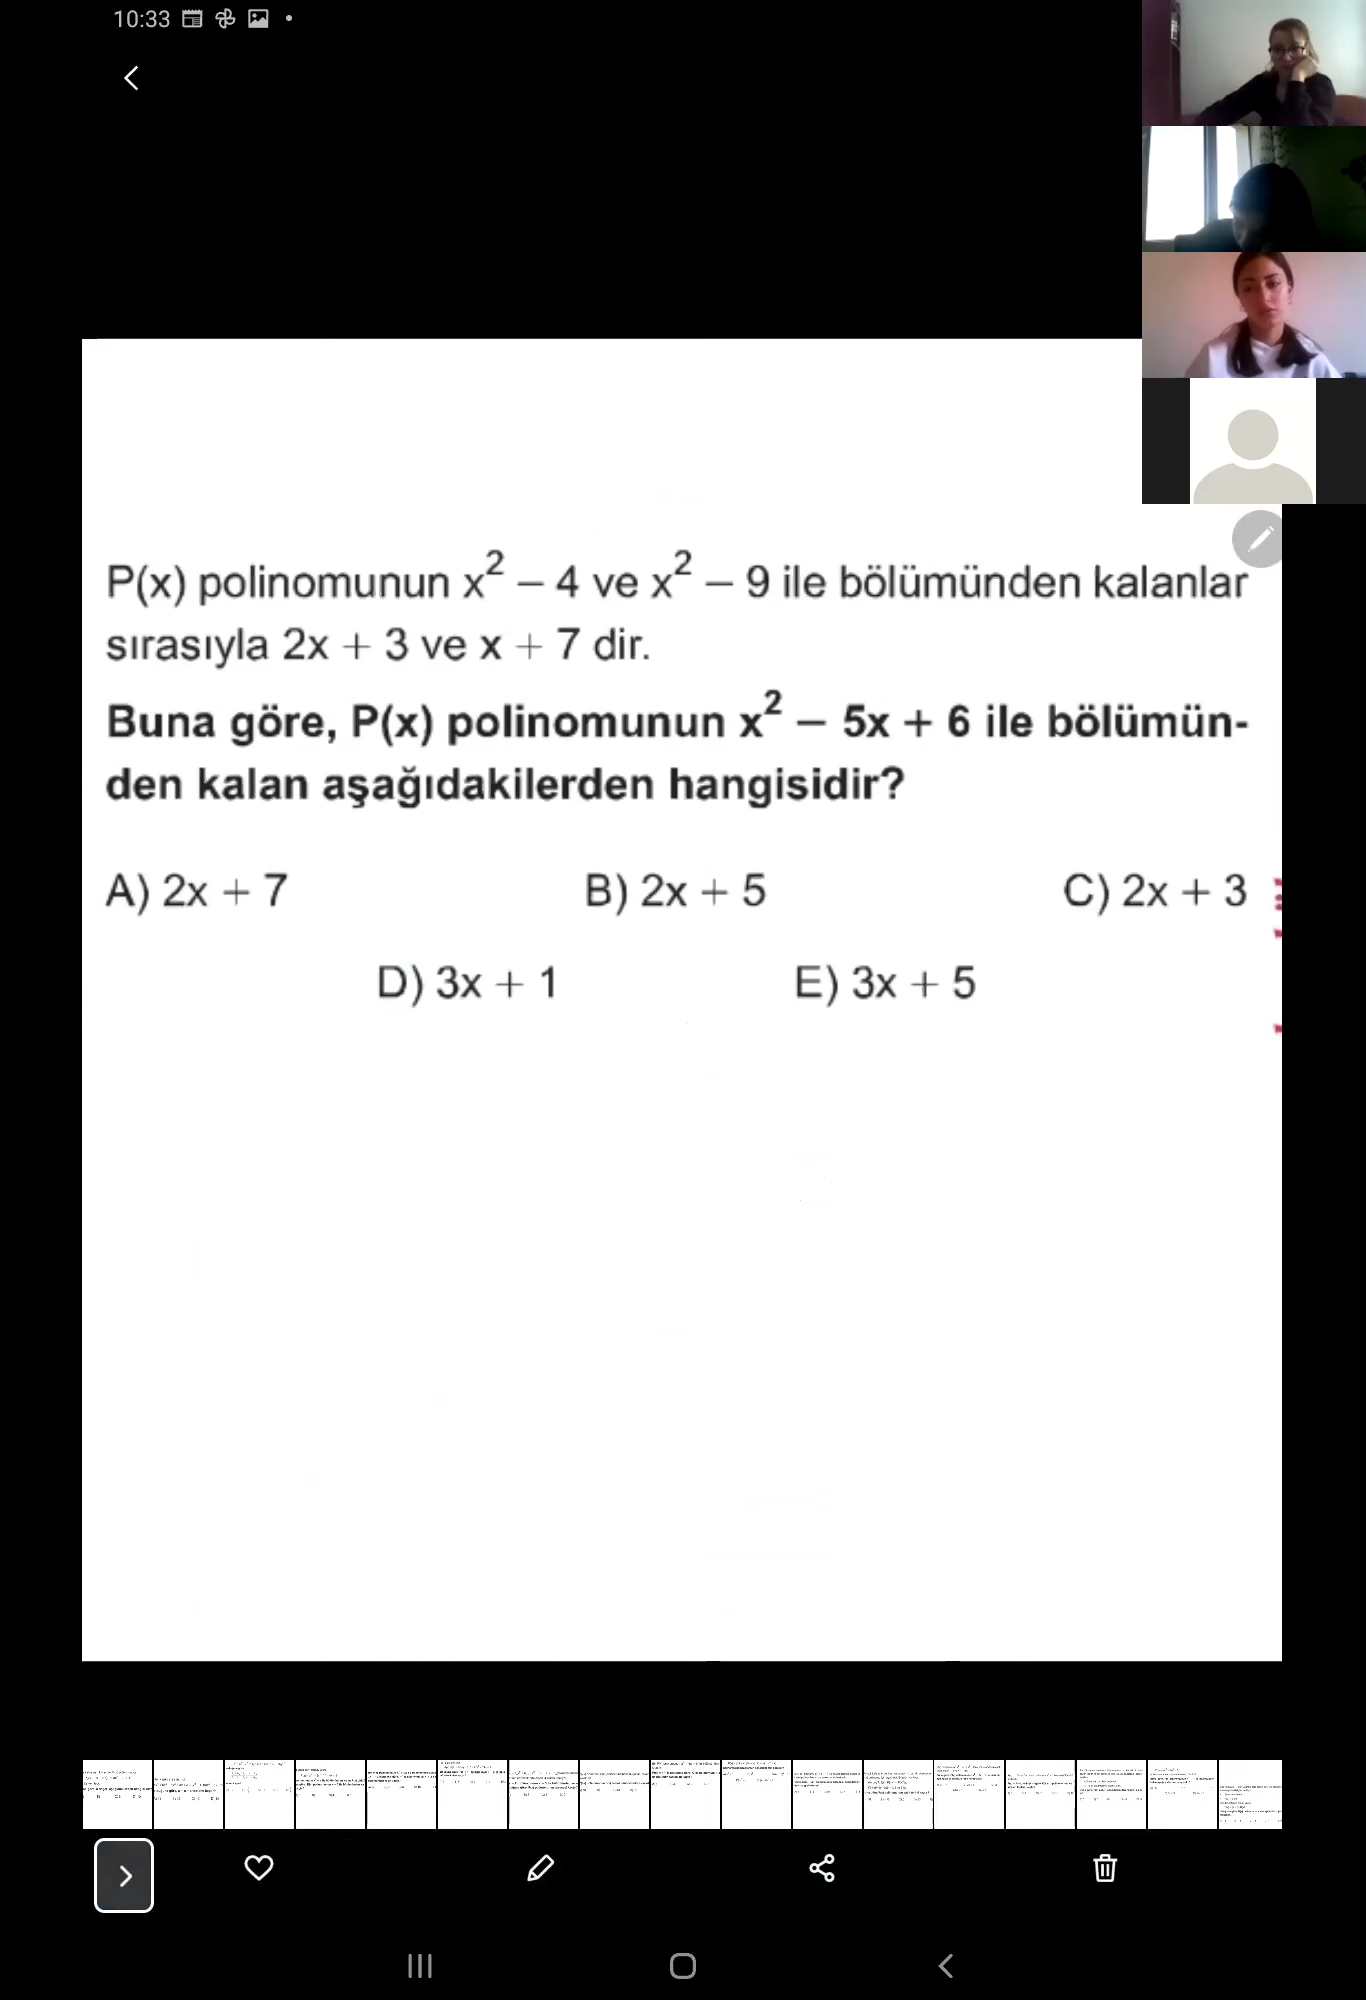 10:33
P(x) polinomunun x² – 4 ve x² – 9 ile bölümünden kalanlar
sırasıyla 2x + 3 ve x + 7 dir.
Buna göre, P(x) polinomunun x² – 5x + 6 ile bölümün-
den kalan aşağıdakilerden hangisidir?
A) 2x + 7 B) 2x + 5 C) 2x + 3
D) 3x + 1 E) 3x + 5